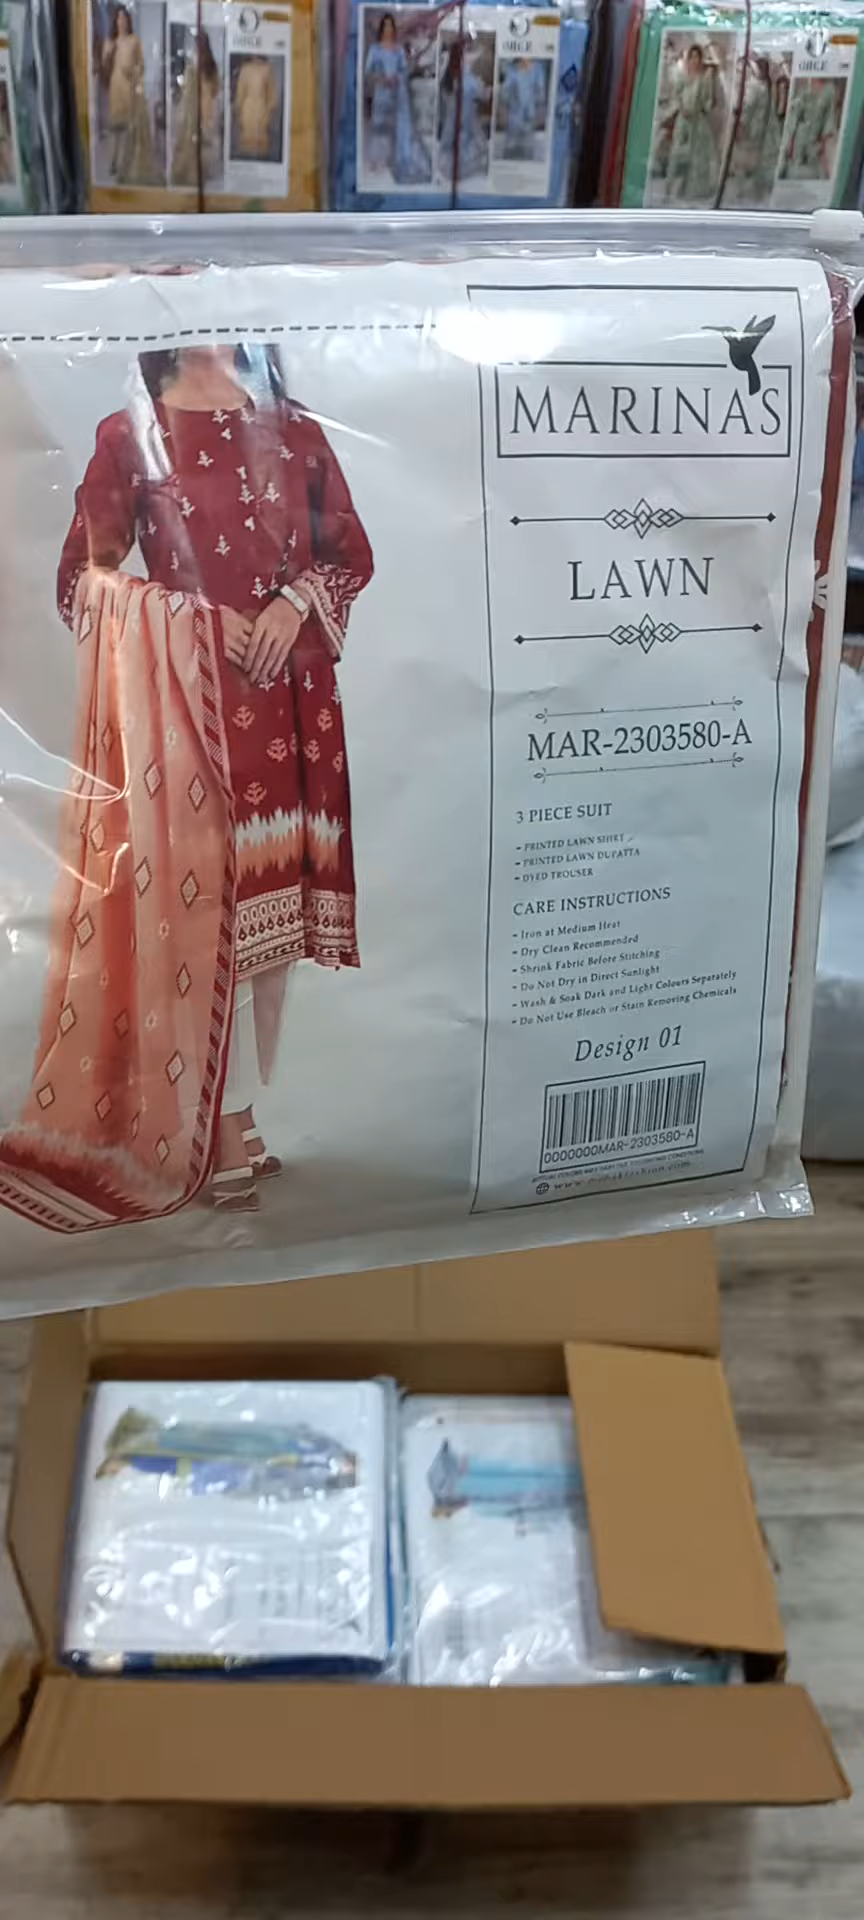 MARINAS
LAWN
MAR-2303580-A
3 PIECE SUIT
- PRINTED LAWN SHIRT
- PRINTED LAWN DUPATTA
- DYED TROUSER
CARE INSTRUCTIONS
- Iron at Medium Heat
- Dry Clean Recommended
- Shrink Fabric Before Stitching
- Do Not Dry in Direct Sunlight
- Wash & Soak Dark and Light Colours Separately
- Do Not Use Bleach or Stain Removing Chemicals
Design 01
0000000MAR-2303580-A